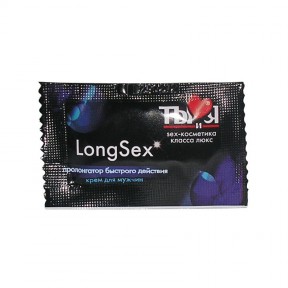 ТЫ и Я
sex-косметика
класса люкс
LongSex*
пролонгатор быстрого действия
крем для мужчин